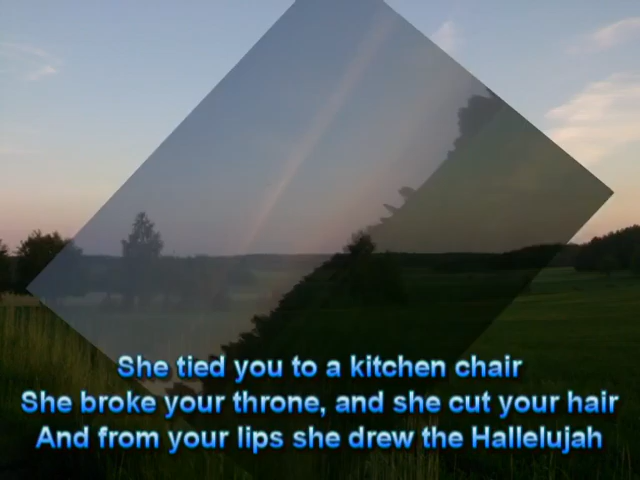 She tied you to a kitchen chair
She broke your throne, and she cut your hair
And from your lips she drew the Hallelujah